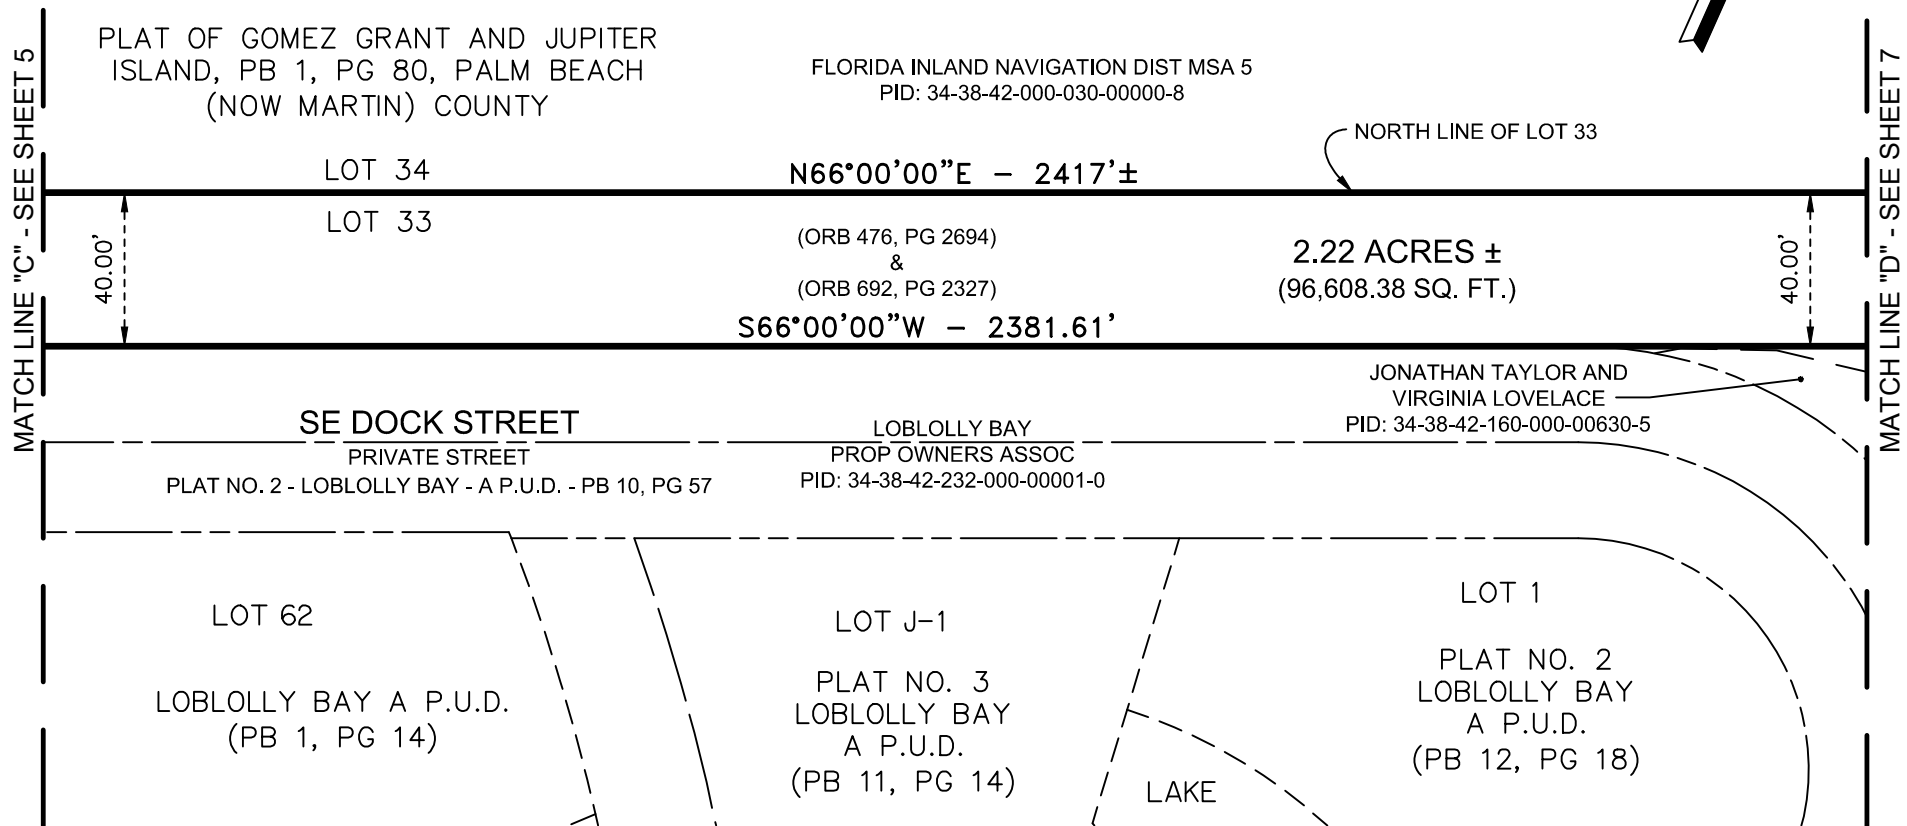 PLAT OF GOMEZ GRANT AND JUPITER
ISLAND, PB 1, PG 80, PALM BEACH
(NOW MARTIN) COUNTY
FLORIDA INLAND NAVIGATION DIST MSA 5
PID: 34-38-42-000-030-00000-8
MATCH LINE "C" - SEE SHEET 5
MATCH LINE "D" - SEE SHEET 7
NORTH LINE OF LOT 33
LOT 34
N66°00'00"E - 2417'±
LOT 33
40.00'
(ORB 476, PG 2694)
&
(ORB 692, PG 2327)
2.22 ACRES ±
(96,608.38 SQ. FT.)
40.00'
S66°00'00"W - 2381.61'
JONATHAN TAYLOR AND
VIRGINIA LOVELACE
PID: 34-38-42-160-000-00630-5
SE DOCK STREET
PRIVATE STREET
PLAT NO. 2 - LOBLOLLY BAY - A P.U.D. - PB 10, PG 57
LOBLOLLY BAY
PROP OWNERS ASSOC
PID: 34-38-42-232-000-00001-0
LOT 62
LOBLOLLY BAY A P.U.D.
(PB 1, PG 14)
LOT J-1
PLAT NO. 3
LOBLOLLY BAY
A P.U.D.
(PB 11, PG 14)
LOT 1
PLAT NO. 2
LOBLOLLY BAY
A P.U.D.
(PB 12, PG 18)
LAKE